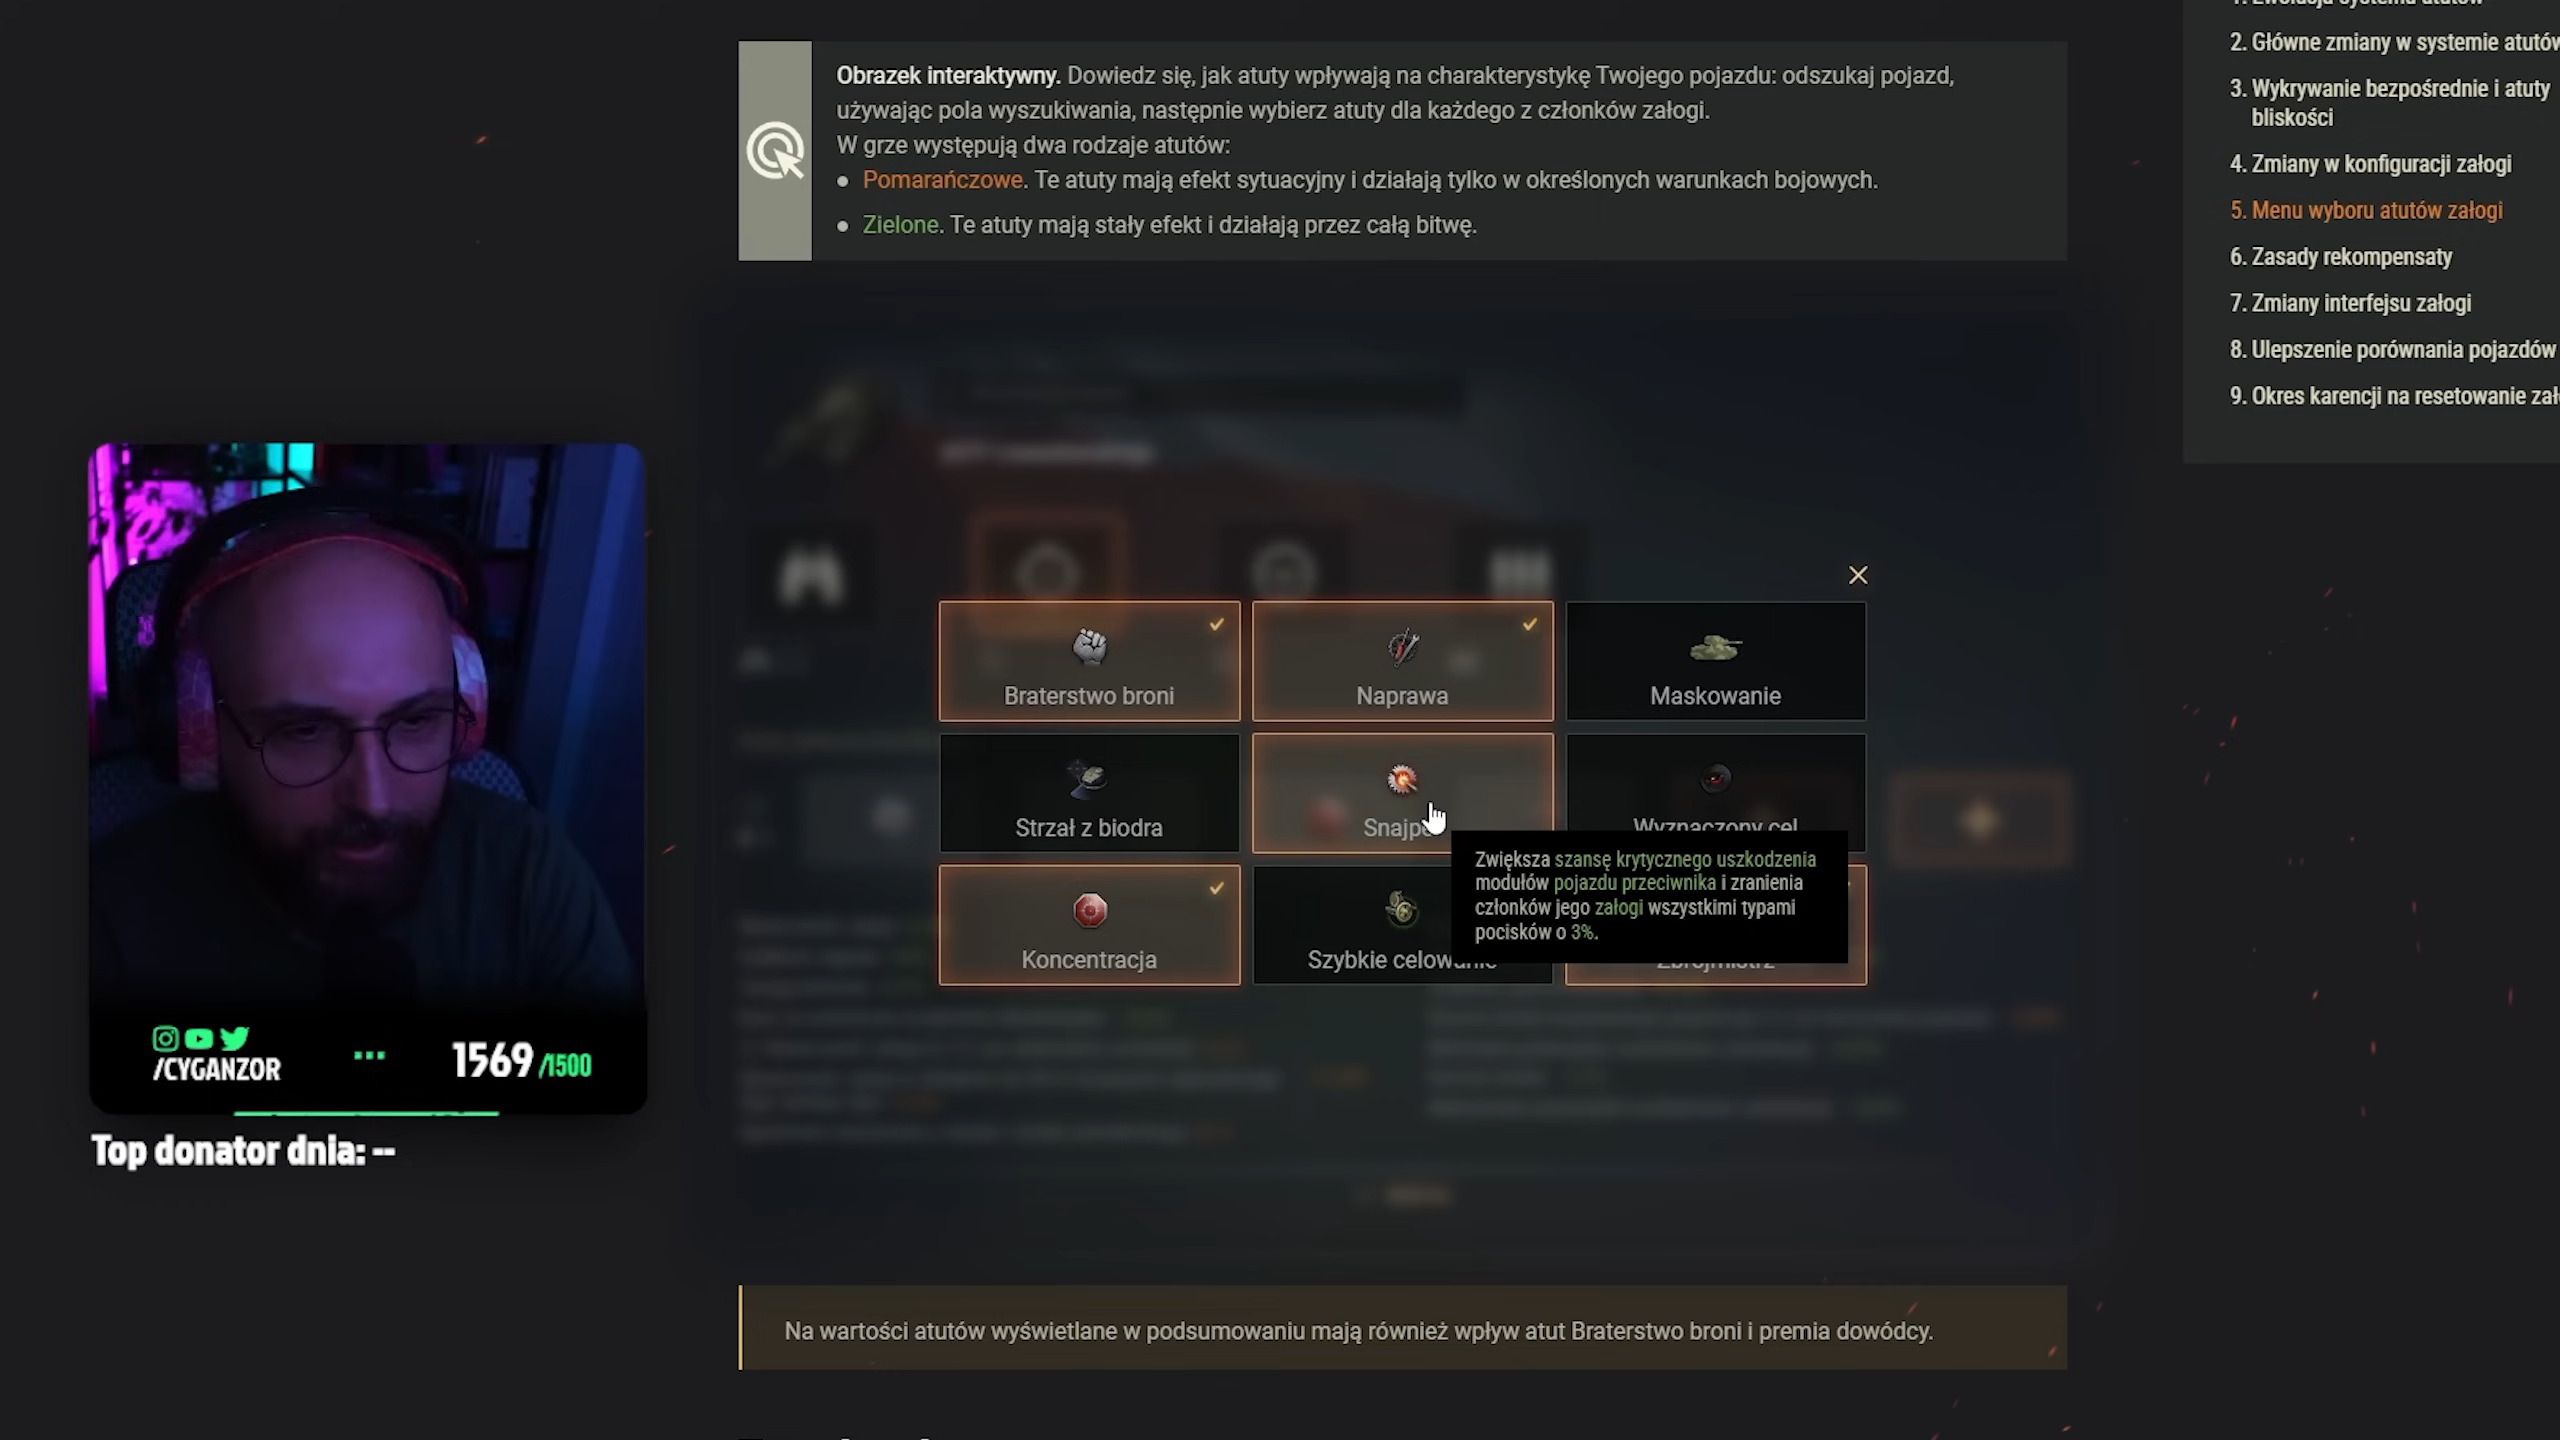 Obrazek interaktywny. Dowiedz się, jak atuty wpływają na charakterystykę Twojego pojazdu: odszukaj pojazd,
używając pola wyszukiwania, następnie wybierz atuty dla każdego z członków załogi.
W grze występują dwa rodzaje atutów:
Pomarańczowe. Te atuty mają efekt sytuacyjny i działają tylko w określonych warunkach bojowych.
Zielone. Te atuty mają stały efekt i działają przez całą bitwę.
2. Główne zmiany w systemie atutów
3. Wykrywanie bezpośrednie i atuty
bliskości
4. Zmiany w konfiguracji załogi
5. Menu wyboru atutów załogi
6. Zasady rekompensaty
7. Zmiany interfejsu załogi
8. Ulepszenie porównania pojazdów
9. Okres karencji na resetowanie zał
Braterstwo broni
Naprawa
Maskowanie
Strzał z biodra
Snajpe
Wyznaczony cel
Koncentracja
Szybkie celowanie
Zbrojmistrz
Zwiększa szansę krytycznego uszkodzenia
modułów pojazdu przeciwnika i zranienia
członków jego załogi wszystkimi typami
pocisków o 3%.
/CYGANZOR
1569 /1500
Top donator dnia: --
Na wartości atutów wyświetlane w podsumowaniu mają również wpływ atut Braterstwo broni i premia dowódcy.